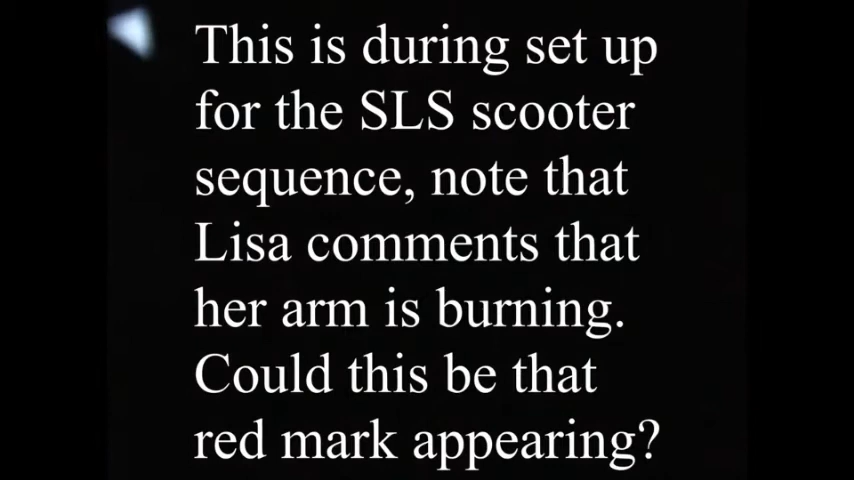 This is during set up
for the SLS scooter
sequence, note that
Lisa comments that
her arm is burning.
Could this be that
red mark appearing?